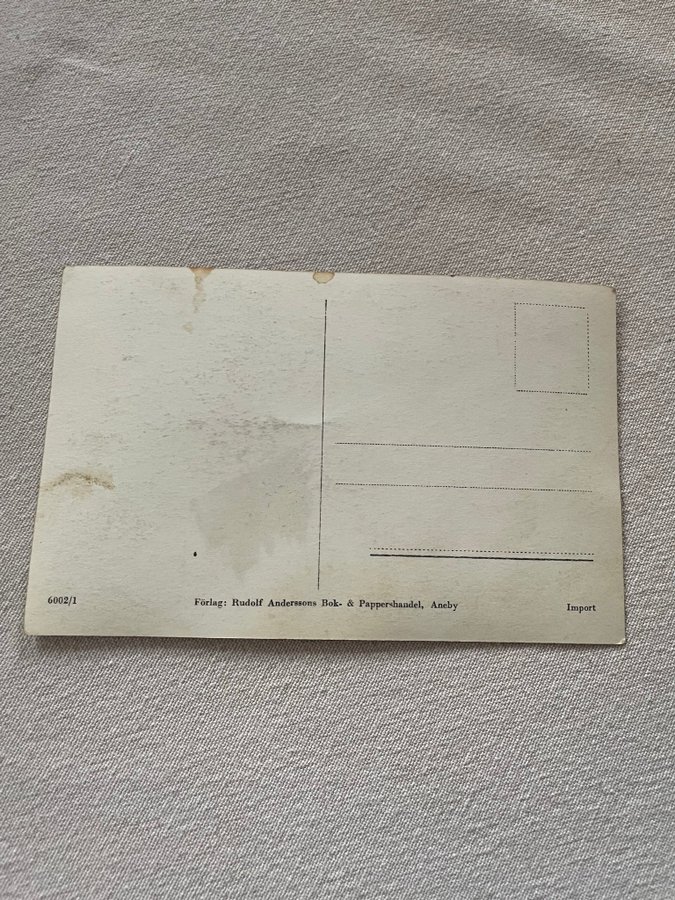 6002/1 Förlag: Rudolf Anderssons Bok- & Pappershandel, Aneby Import